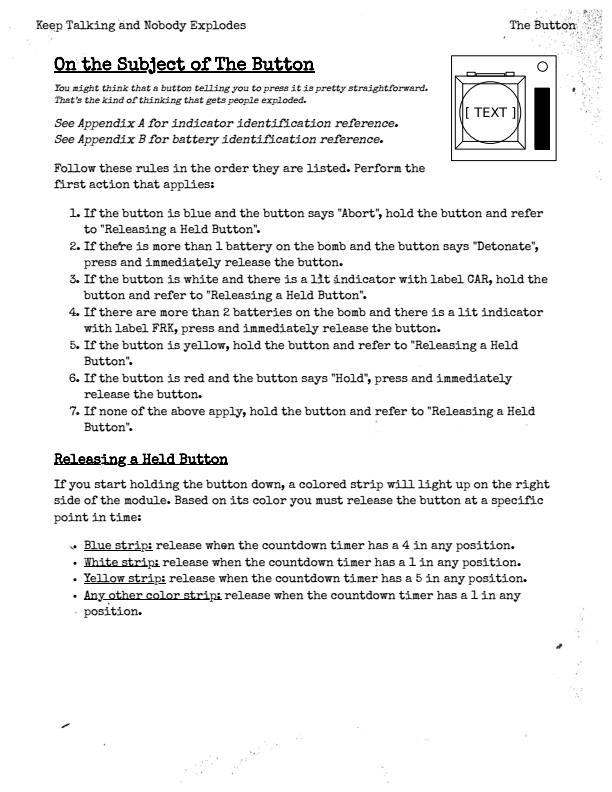 Keep Talking and Nobody Explodes
The Button
On the Subject of The Button
You might think that a button telling you to press it is pretty straightforward.
That's the kind of thinking that gets people exploded.
See Appendix A for indicator identification reference.
See Appendix B for battery identification reference.
[ TEXT ]
Follow these rules in the order they are listed. Perform the
first action that applies:
1. If the button is blue and the button says "Abort", hold the button and refer
to "Releasing a Held Button".
2. If there is more than 1 battery on the bomb and the button says "Detonate",
press and immediately release the button.
3. If the button is white and there is a lit indicator with label CAR, hold the
button and refer to "Releasing a Held Button".
4. If there are more than 2 batteries on the bomb and there is a lit indicator
with label FRK, press and immediately release the button.
5. If the button is yellow, hold the button and refer to "Releasing a Held
Button".
6. If the button is red and the button says "Hold", press and immediately
release the button.
7. If none of the above apply, hold the button and refer to "Releasing a Held
Button".
Releasing a Held Button
If you start holding the button down, a colored strip will light up on the right
side of the module. Based on its color you must release the button at a specific
point in time:
• Blue strip: release when the countdown timer has a 4 in any position.
• White strip: release when the countdown timer has a 1 in any position.
• Yellow strip: release when the countdown timer has a 5 in any position.
• Any other color strip: release when the countdown timer has a 1 in any
position.